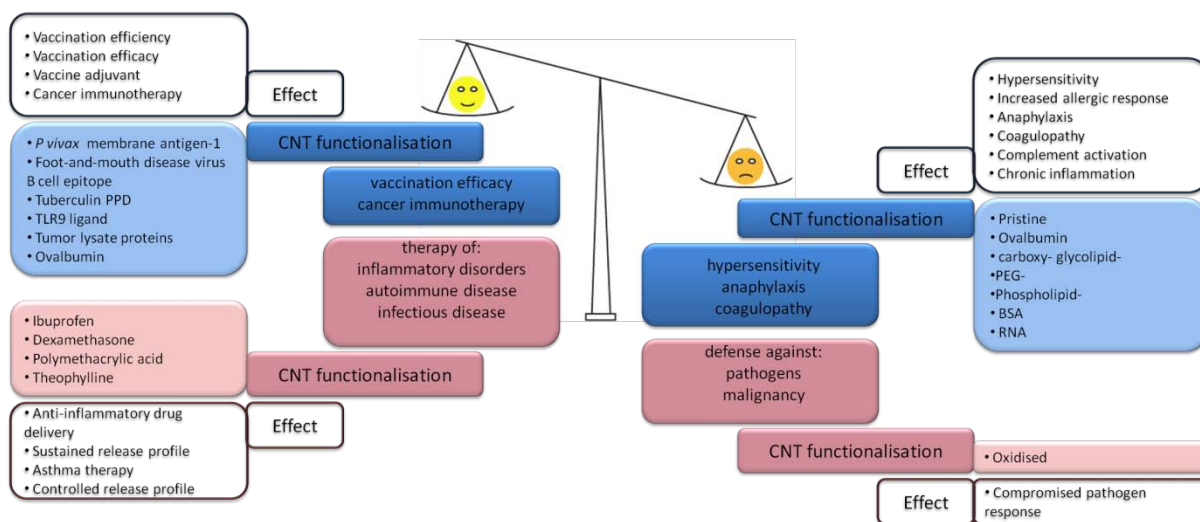 • Vaccination efficiency
• Vaccination efficacy
• Vaccine adjuvant
• Cancer immunotherapy
Effect
CNT functionalisation
• P vivax membrane antigen-1
• Foot-and-mouth disease virus
B cell epitope
• Tuberculin PPD
• TLR9 ligand
• Tumor lysate proteins
• Ovalbumin
vaccination efficacy
cancer immunotherapy
therapy of:
inflammatory disorders
autoimmune disease
infectious disease
• Ibuprofen
• Dexamethasone
• Polymethacrylic acid
• Theophylline
CNT functionalisation
• Anti-inflammatory drug
delivery
• Sustained release profile
• Asthma therapy
• Controlled release profile
Effect
• Hypersensitivity
• Increased allergic response
• Anaphylaxis
• Coagulopathy
• Complement activation
• Chronic inflammation
Effect
CNT functionalisation
• Pristine
• Ovalbumin
• carboxy- glycolipid-
•PEG-
•Phospholipid-
• BSA
• RNA
hypersensitivity
anaphylaxis
coagulopathy
defense against:
pathogens
malignancy
CNT functionalisation
• Oxidised
Effect
• Compromised pathogen
response